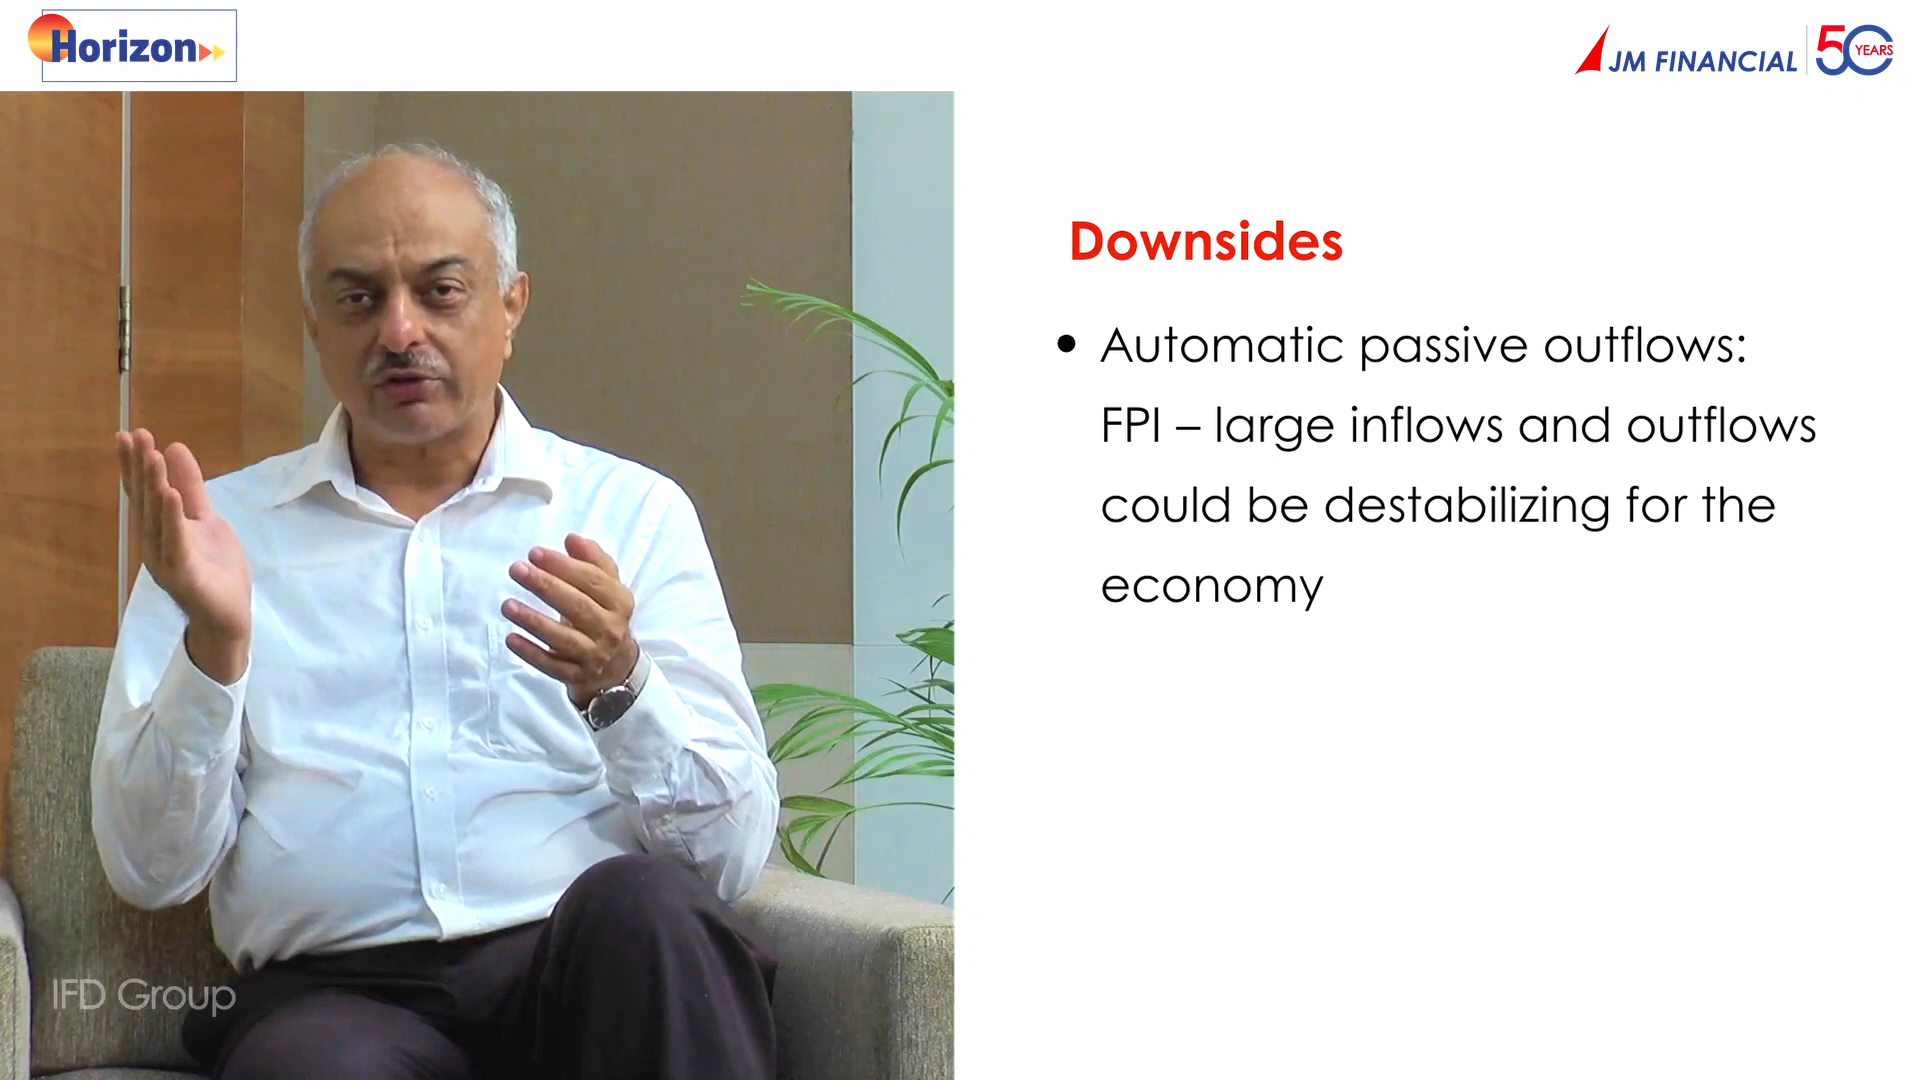 Horizon
JM FINANCIAL
50 YEARS
Downsides
• Automatic passive outflows:
FPI – large inflows and outflows
could be destabilizing for the
economy
IFD Group